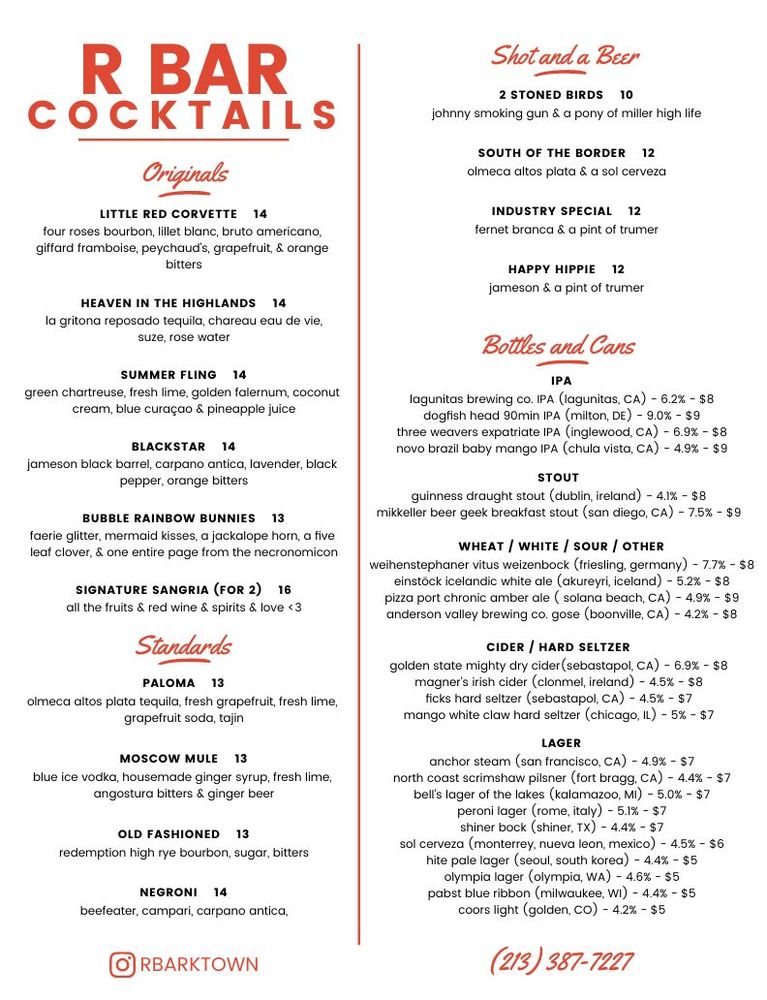 R BAR
COCKTAILS
Originals
LITTLE RED CORVETTE 14
four roses bourbon, lillet blanc, bruto americano,
giffard framboise, peychaud's, grapefruit, & orange
bitters
HEAVEN IN THE HIGHLANDS 14
la gritona reposado tequila, chareau eau de vie,
suze, rose water
SUMMER FLING 14
green chartreuse, fresh lime, golden falernum, coconut
cream, blue curaçao & pineapple juice
BLACKSTAR 14
jameson black barrel, carpano antica, lavender, black
pepper, orange bitters
BUBBLE RAINBOW BUNNIES 13
faerie glitter, mermaid kisses, a jackalope horn, a five
leaf clover, & one entire page from the necronomicon
SIGNATURE SANGRIA (FOR 2) 16
all the fruits & red wine & spirits & love <3
Standards
PALOMA 13
olmeca altos plata tequila, fresh grapefruit, fresh lime,
grapefruit soda, tajin
MOSCOW MULE 13
blue ice vodka, housemade ginger syrup, fresh lime,
angostura bitters & ginger beer
OLD FASHIONED 13
redemption high rye bourbon, sugar, bitters
NEGRONI 14
beefeater, campari, carpano antica,
RBARKTOWN
Shot and a Beer
2 STONED BIRDS 10
johnny smoking gun & a pony of miller high life
SOUTH OF THE BORDER 12
olmeca altos plata & a sol cerveza
INDUSTRY SPECIAL 12
fernet branca & a pint of trumer
HAPPY HIPPIE 12
jameson & a pint of trumer
Bottles and Cans
IPA
lagunitas brewing co. IPA (lagunitas, CA) - 6.2% - $8
dogfish head 90min IPA (milton, DE) - 9.0% - $9
three weavers expatriate IPA (inglewood, CA) - 6.9% - $8
novo brazil baby mango IPA (chula vista, CA) - 4.9% - $9
STOUT
guinness draught stout (dublin, ireland) - 4.1% - $8
mikkeller beer geek breakfast stout (san diego, CA) - 7.5% - $9
WHEAT / WHITE / SOUR / OTHER
weihenstephaner vitus weizenbock (friesling, germany) - 7.7% - $8
einstöck icelandic white ale (akureyri, iceland) - 5.2% - $8
pizza port chronic amber ale ( solana beach, CA) - 4.9% - $9
anderson valley brewing co. gose (boonville, CA) - 4.2% - $8
CIDER / HARD SELTZER
golden state mighty dry cider(sebastapol, CA) - 6.9% - $8
magner's irish cider (clonmel, ireland) - 4.5% - $8
ficks hard seltzer (sebastapol, CA) - 4.5% - $7
mango white claw hard seltzer (chicago, IL) - 5% - $7
LAGER
anchor steam (san francisco, CA) - 4.9% - $7
north coast scrimshaw pilsner (fort bragg, CA) - 4.4% - $7
bell's lager of the lakes (kalamazoo, MI) - 5.0% - $7
peroni lager (rome, italy) - 5.1% - $7
shiner bock (shiner, TX) - 4.4% - $7
sol cerveza (monterrey, nueva leon, mexico) - 4.5% - $6
hite pale lager (seoul, south korea) - 4.4% - $5
olympia lager (olympia, WA) - 4.6% - $5
pabst blue ribbon (milwaukee, WI) - 4.4% - $5
coors light (golden, CO) - 4.2% - $5
(213) 387-7227